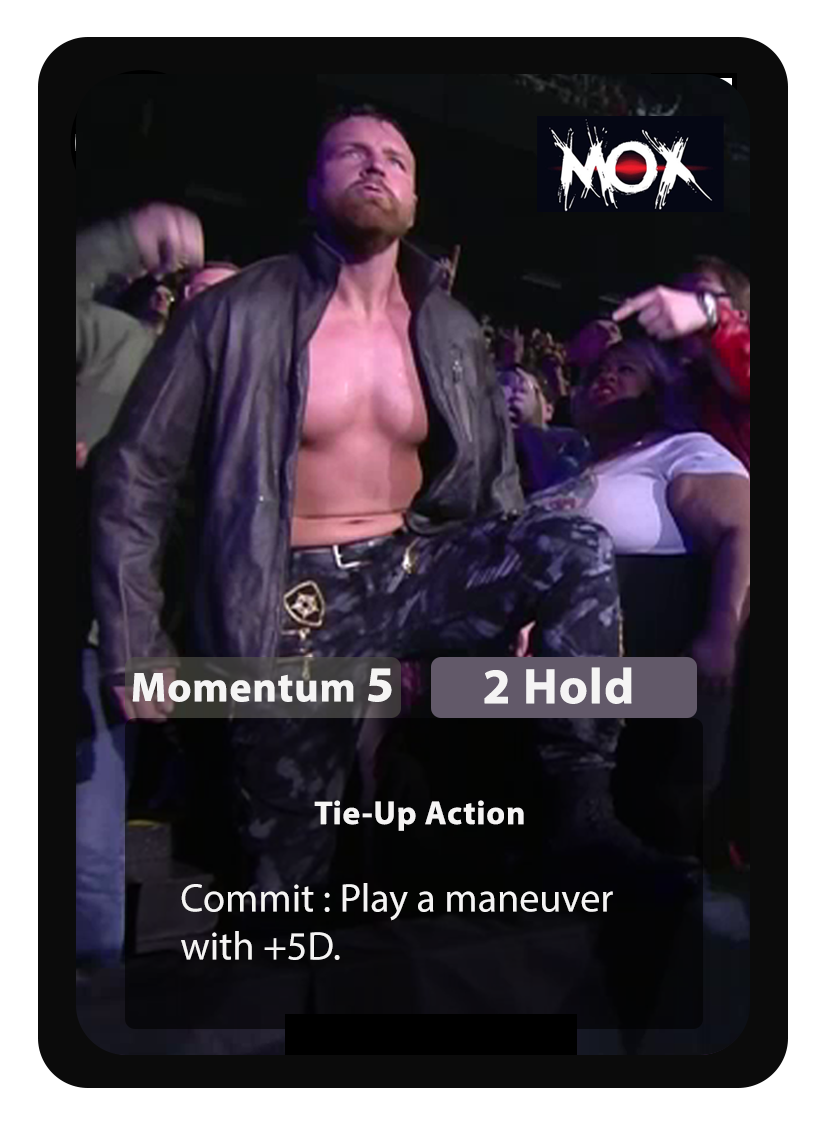 MOX
Momentum 5
2 Hold
Tie-Up Action
Commit : Play a maneuver
with +5D.